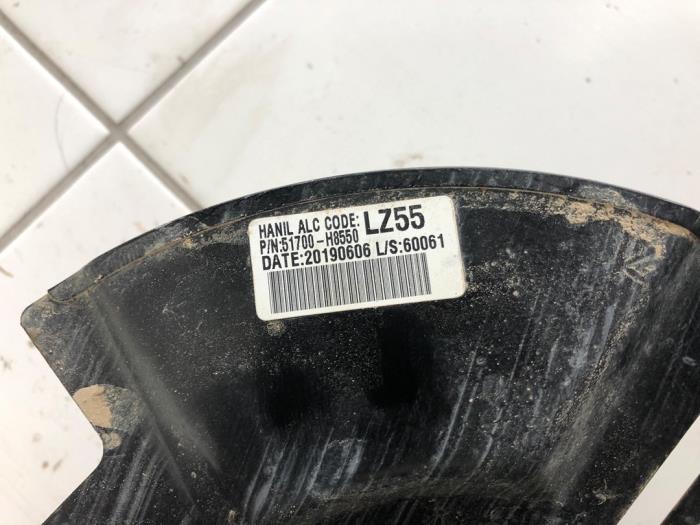 HANIL ALC CODE: LZ55
P/N:51700-H8550
DATE:20190606 L/S:60061